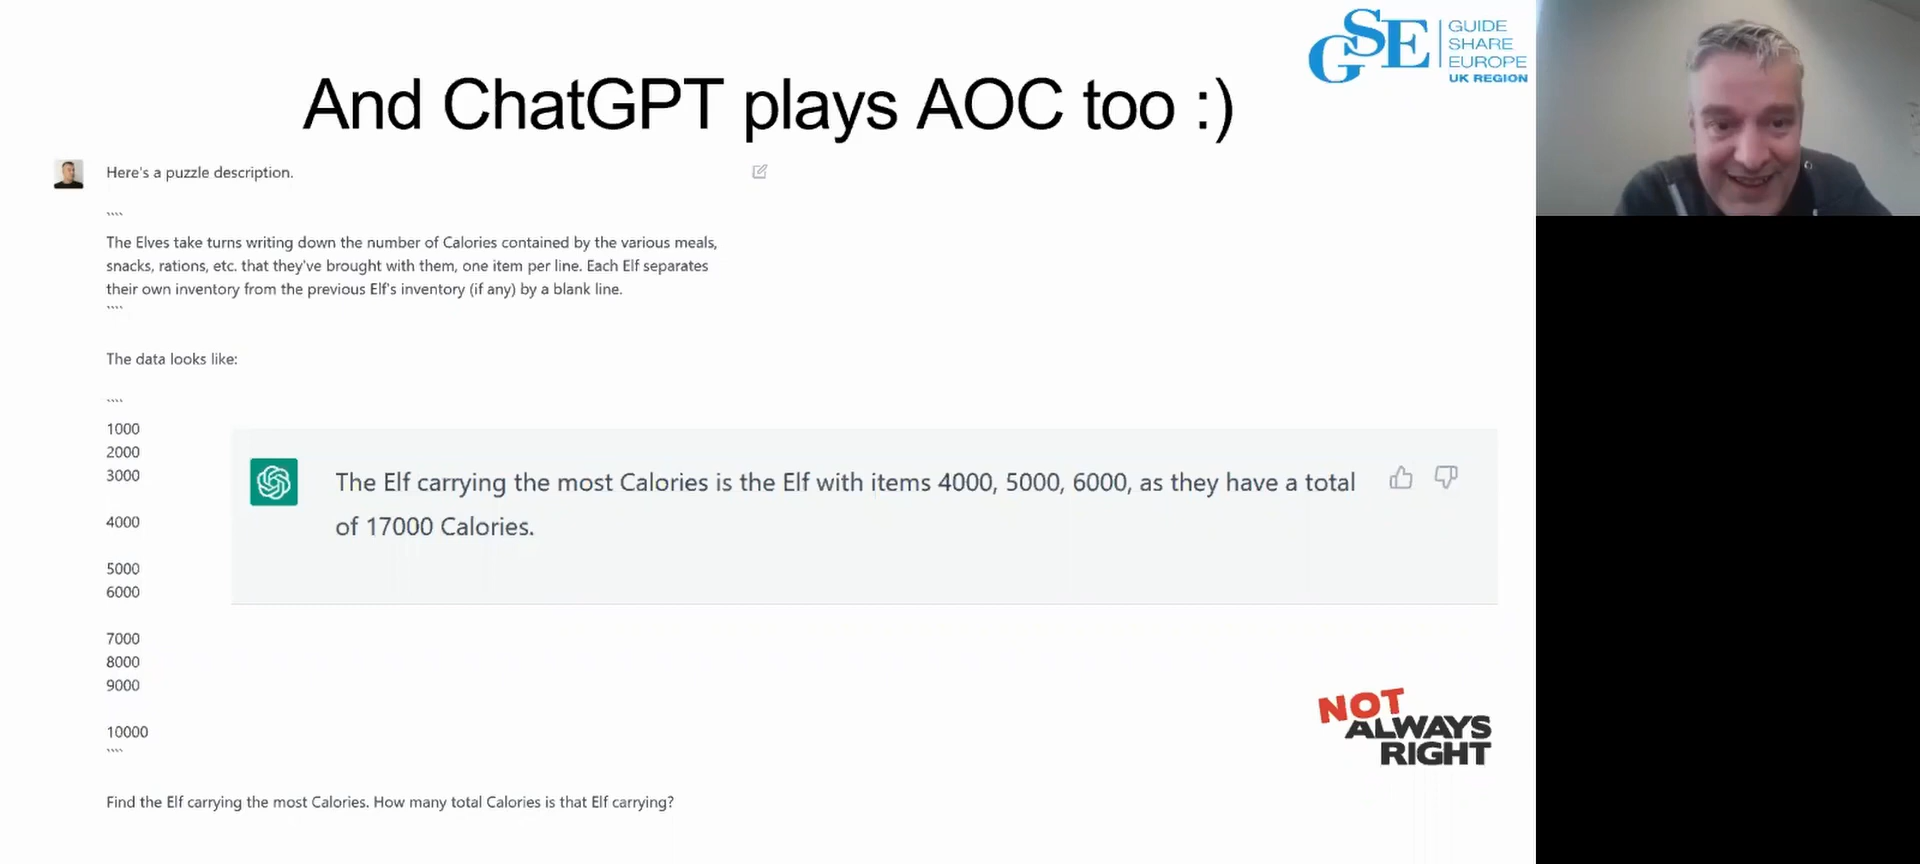 GSE
GUIDE
SHARE
EUROPE
UK REGION
And ChatGPT plays AOC too :)
Here's a puzzle description.
````
The Elves take turns writing down the number of Calories contained by the various meals,
snacks, rations, etc. that they've brought with them, one item per line. Each Elf separates
their own inventory from the previous Elf's inventory (if any) by a blank line.
````
The data looks like:
````
1000
2000
3000
4000
5000
6000
7000
8000
9000
10000
````
Find the Elf carrying the most Calories. How many total Calories is that Elf carrying?
The Elf carrying the most Calories is the Elf with items 4000, 5000, 6000, as they have a total
of 17000 Calories.
NOT
ALWAYS
RIGHT